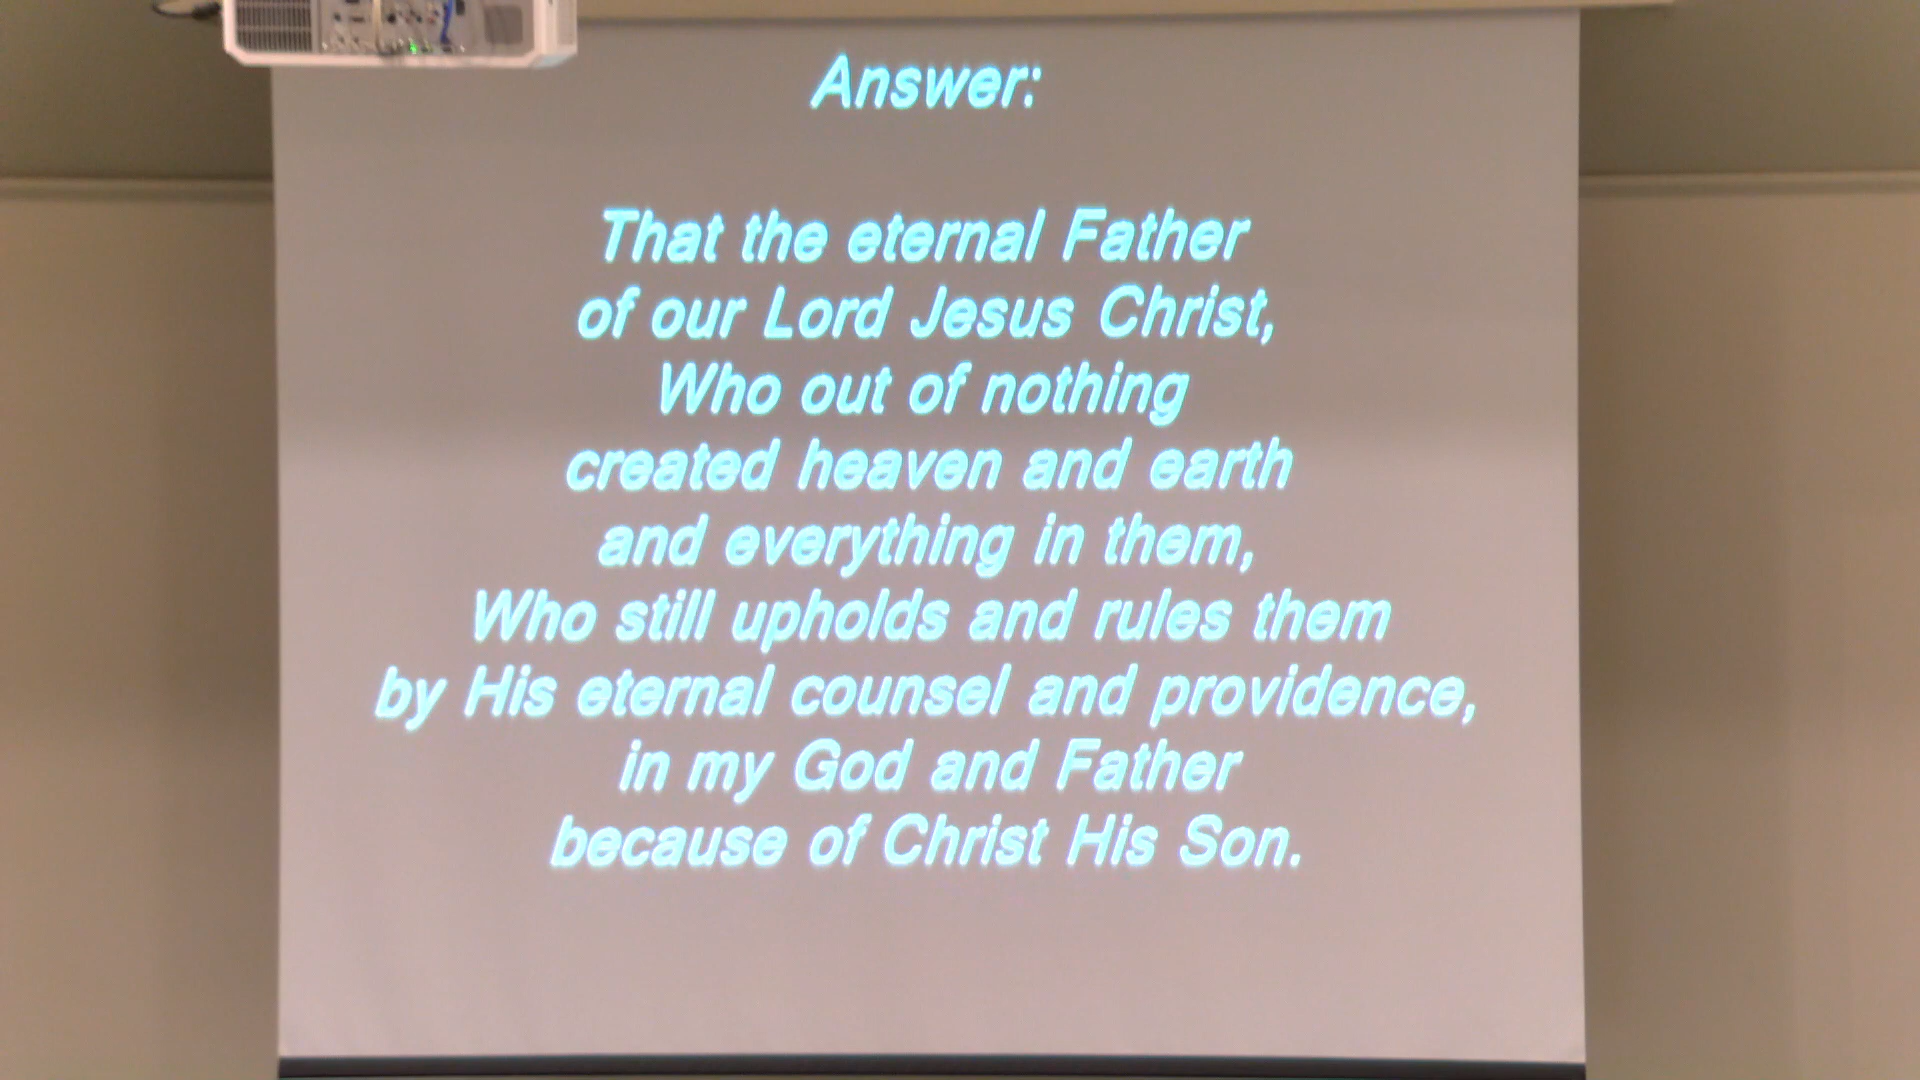 Answer:
That the eternal Father
of our Lord Jesus Christ,
Who out of nothing
created heaven and earth
and everything in them,
Who still upholds and rules them
by His eternal counsel and providence,
in my God and Father
because of Christ His Son.